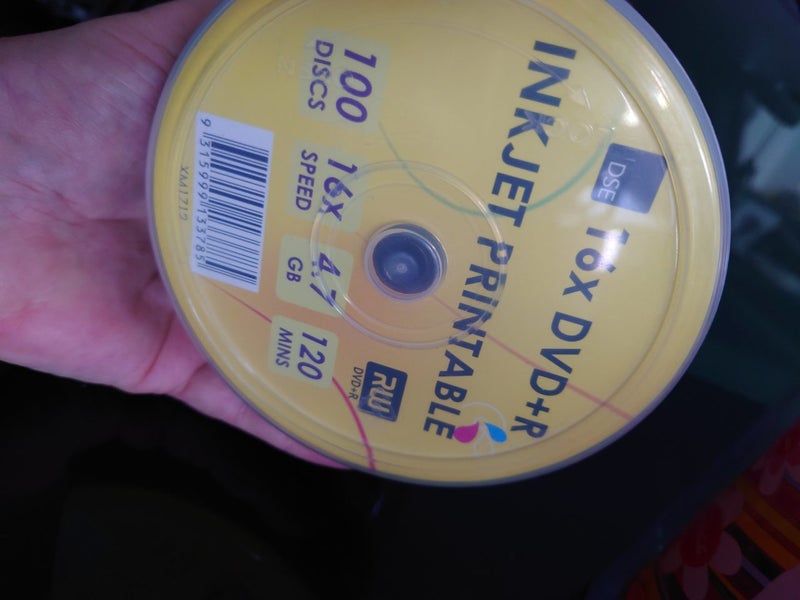 DSE
16x DVD+R
INKJET PRINTABLE
100
DISCS
16x
SPEED
4.7
GB
120
MINS
RW
DVD+R
9 315999 133785
XM1712